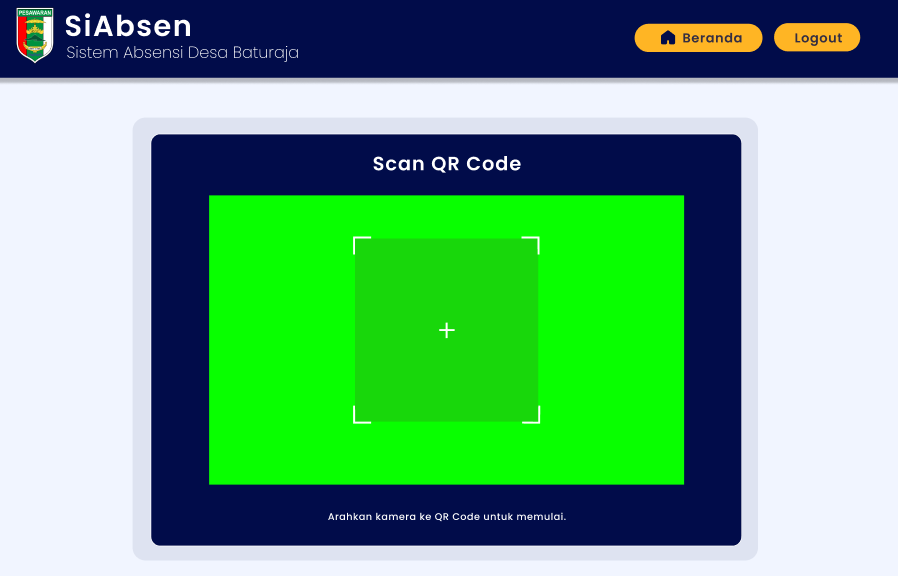 PESAWARAN
SiAbsen
Sistem Absensi Desa Baturaja
Beranda
Logout
Scan QR Code
Arahkan kamera ke QR Code untuk memulai.